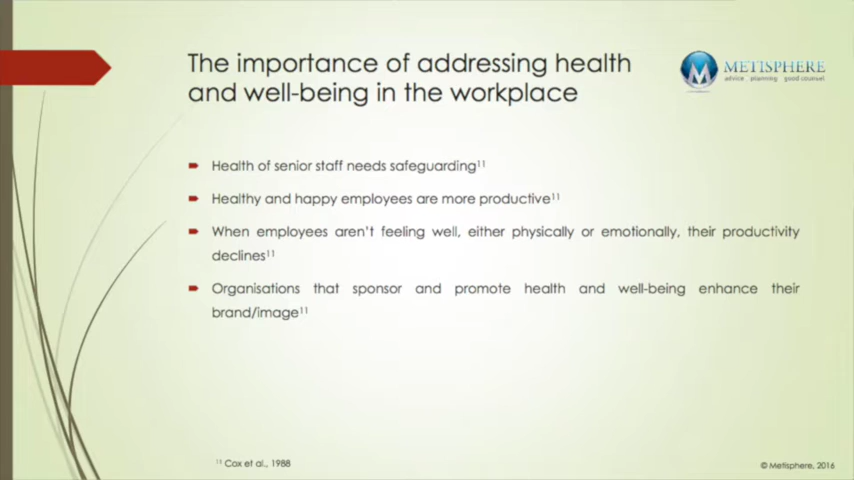 The importance of addressing health
and well-being in the workplace
METISPHERE
advice planning good counsel
Health of senior staff needs safeguarding¹¹
Healthy and happy employees are more productive¹¹
When employees aren't feeling well, either physically or emotionally, their productivity
declines¹¹
Organisations that sponsor and promote health and well-being enhance their
brand/image¹¹
¹¹ Cox et al., 1988
© Metisphere, 2016